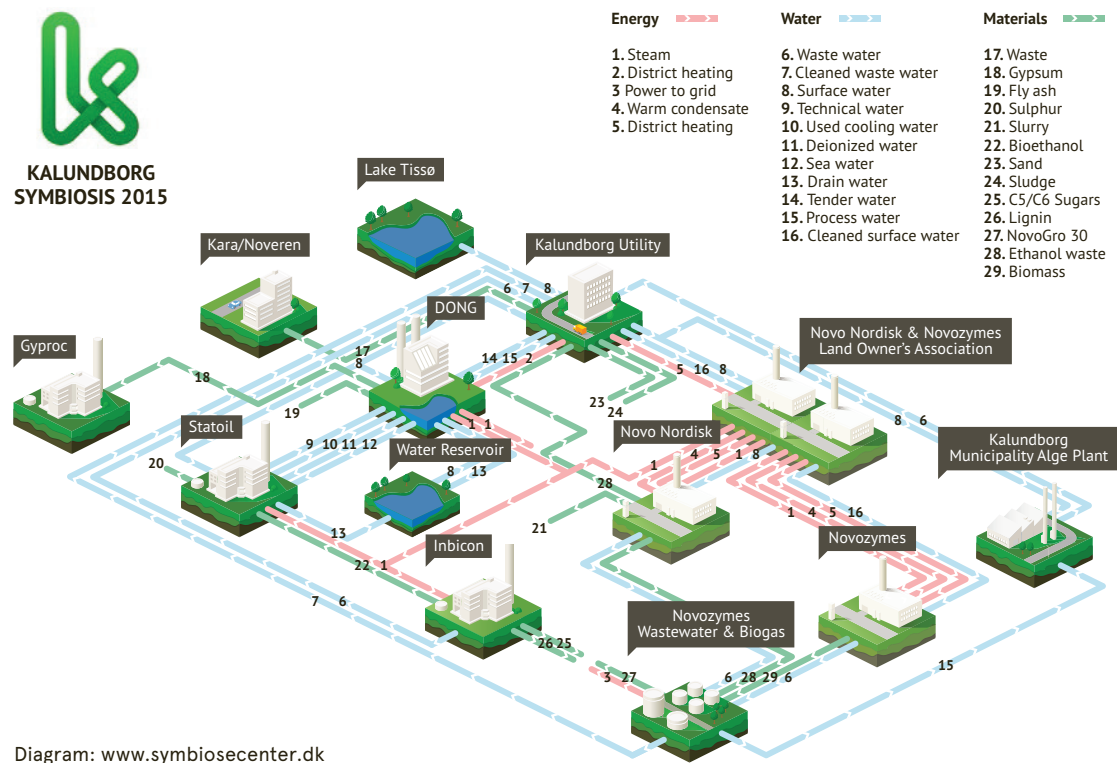 KALUNDBORG
SYMBIOSIS 2015
Energy
1. Steam
2. District heating
3 Power to grid
4. Warm condensate
5. District heating
Water
6. Waste water
7. Cleaned waste water
8. Surface water
9. Technical water
10. Used cooling water
11. Deionized water
12. Sea water
13. Drain water
14. Tender water
15. Process water
16. Cleaned surface water
Materials
17. Waste
18. Gypsum
19. Fly ash
20. Sulphur
21. Slurry
22. Bioethanol
23. Sand
24. Sludge
25. C5/C6 Sugars
26. Lignin
27. NovoGro 30
28. Ethanol waste
29. Biomass
Lake Tissø
Kara/Noveren
Kalundborg Utility
6 7 8
DONG
Novo Nordisk & Novozymes
Land Owner's Association
Gyproc
17
8
14 15 2
5 16 8
18
19
23
24
8 6
Statoil
1 1
Novo Nordisk
Kalundborg
Municipality Alge Plant
9 10 11 12
Water Reservoir
20
8 13
1 4 5 1 8
28
21
1 4 5 16
13
Inbicon
Novozymes
22 1
7 6
Novozymes
Wastewater & Biogas
26 25
3 27
6 28 29 6
15
Diagram: www.symbiosecenter.dk